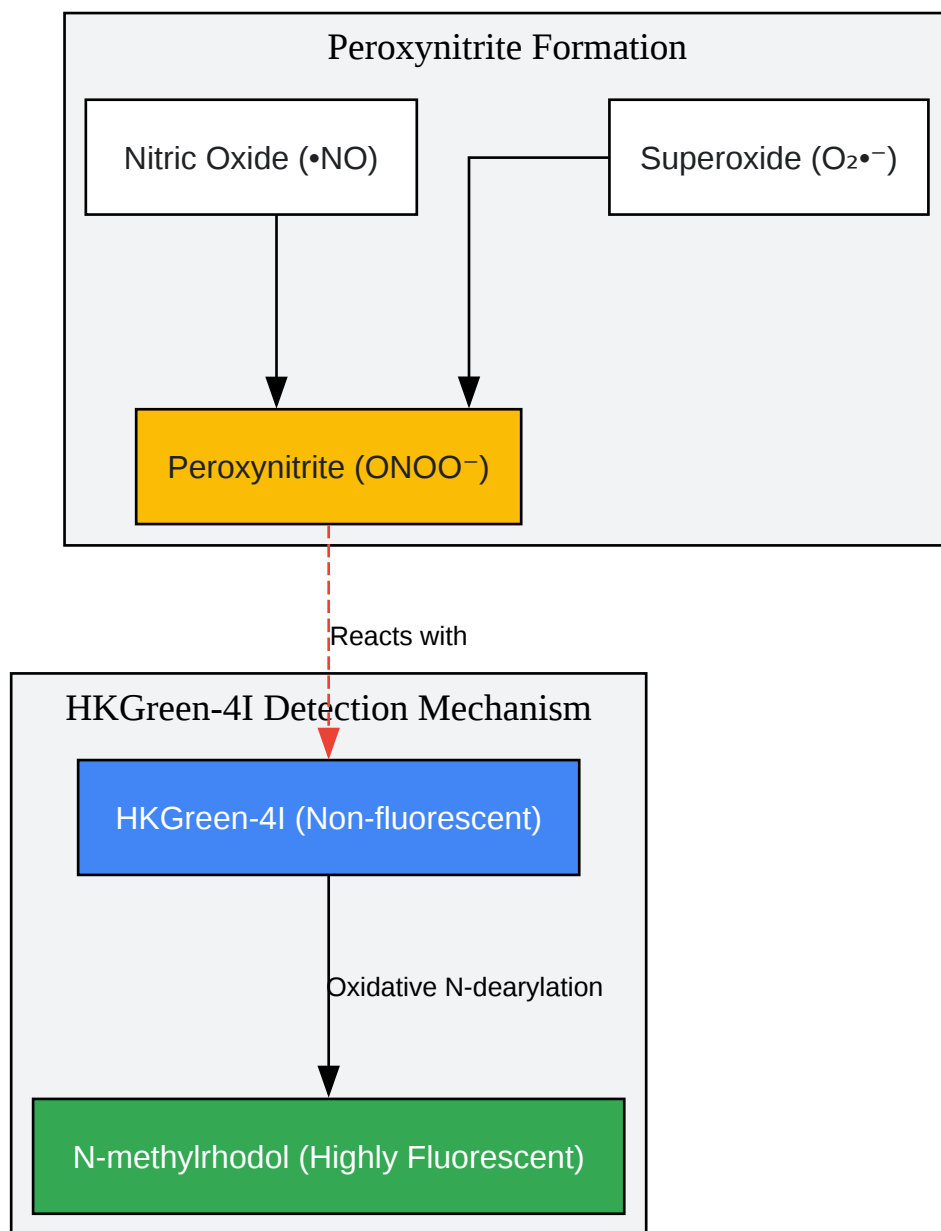 Peroxynitrite Formation
Nitric Oxide (•NO)
Superoxide (O₂•⁻)
Peroxynitrite (ONOO⁻)
Reacts with
HKGreen-4I Detection Mechanism
HKGreen-4I (Non-fluorescent)
Oxidative N-dearylation
N-methylrhodol (Highly Fluorescent)